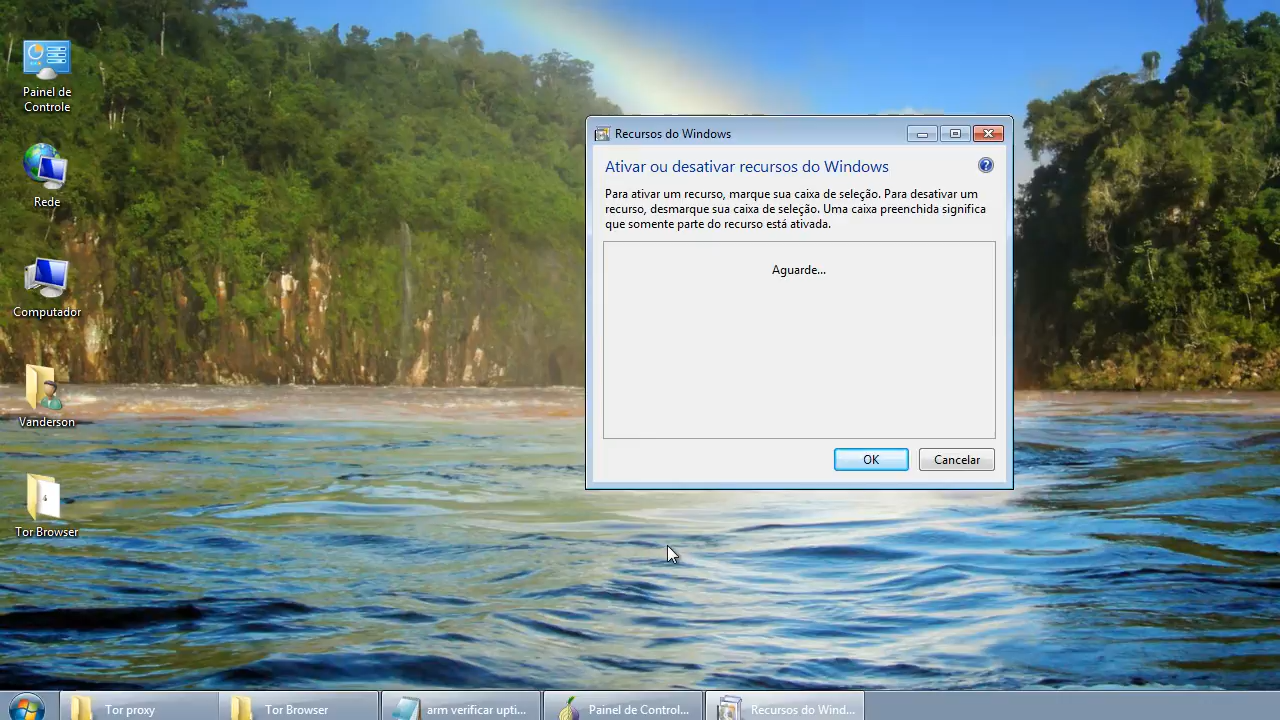 Painel de
Controle
Rede
Computador
Vanderson
Tor Browser
Recursos do Windows
Ativar ou desativar recursos do Windows
Para ativar um recurso, marque sua caixa de seleção. Para desativar um
recurso, desmarque sua caixa de seleção. Uma caixa preenchida significa
que somente parte do recurso está ativada.
Aguarde...
OK
Cancelar
Tor proxy
Tor Browser
arm verificar upti...
Painel de Control...
Recursos do Wind...